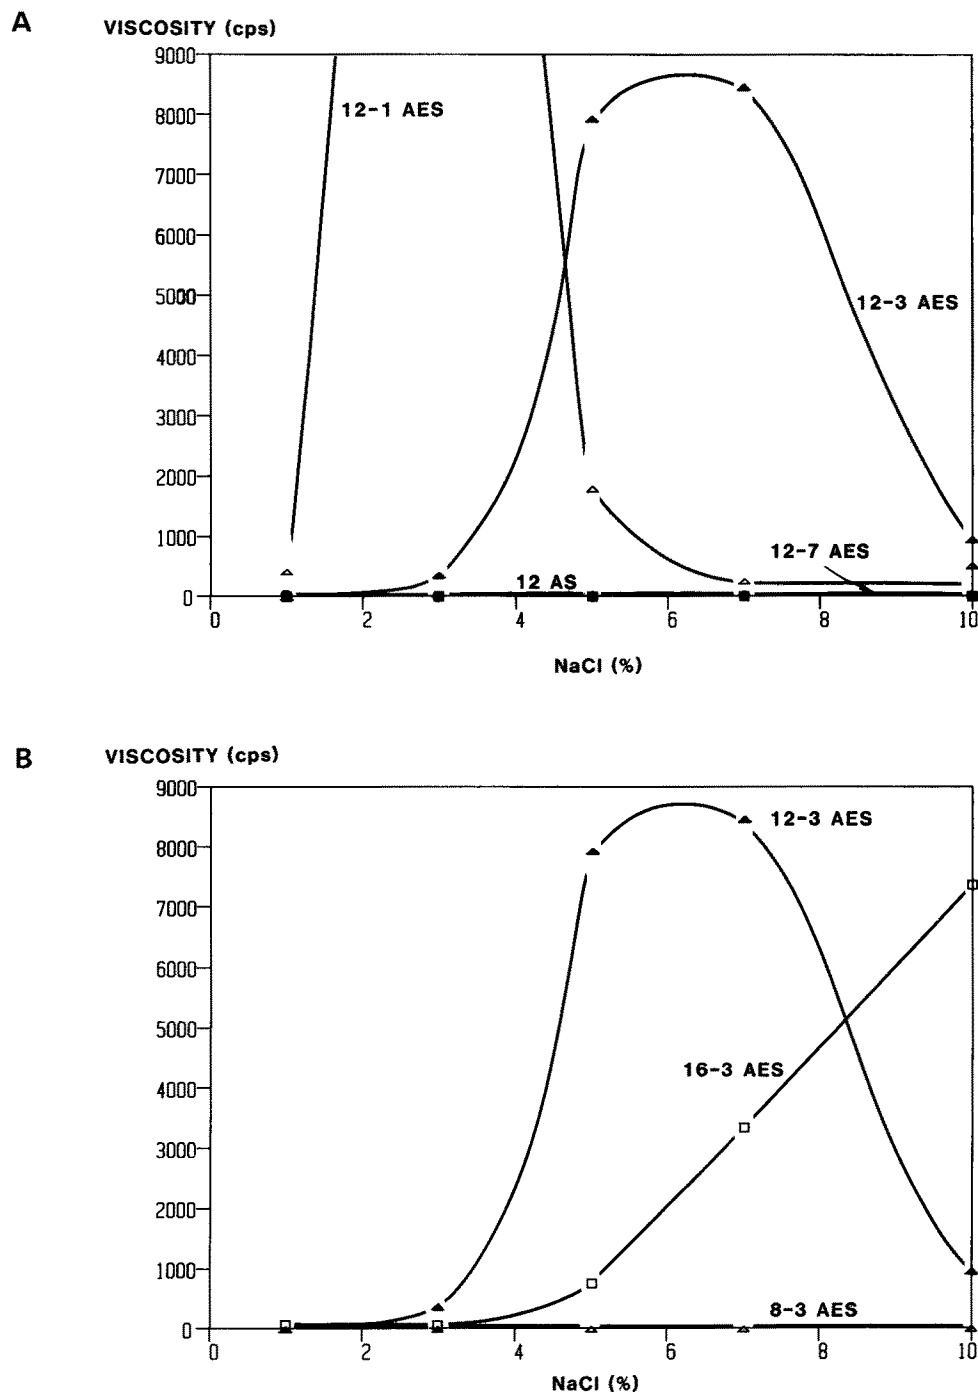 A
VISCOSITY (cps)
9000
12-1 AES
8000
7000
6000
5000
12-3 AES
4000
3000
2000
1000
12-7 AES
12 AS
0
0 2 4 6 8 10
NaCl (%)
B
VISCOSITY (cps)
9000
12-3 AES
8000
7000
6000
5000
16-3 AES
4000
3000
2000
1000
8-3 AES
0
0 2 4 6 8 10
NaCl (%)